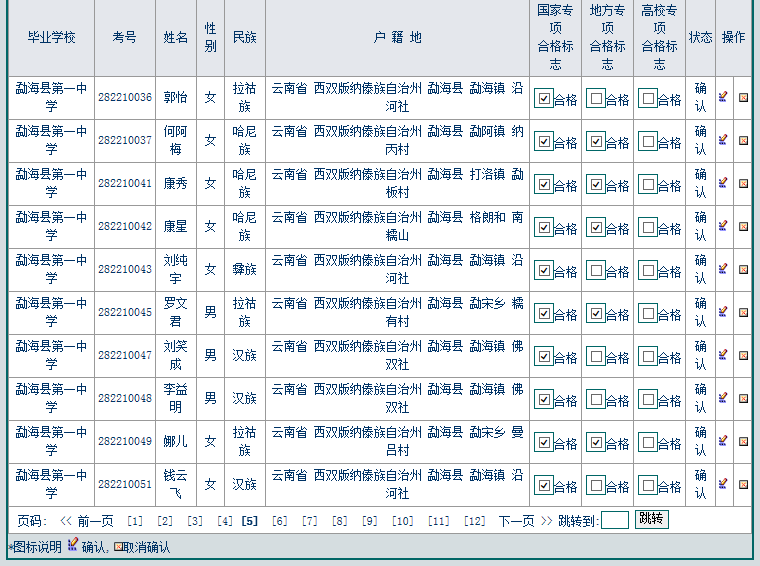 毕业学校 考号 姓名 性别 民族 户 籍 地 国家专项合格标志 地方专项合格标志 高校专项合格标志 状态 操作
勐海县第一中学 282210036 郭怡 女 拉祜族 云南省 西双版纳傣族自治州 勐海县 勐海镇 沿河社 合格 合格 合格 确认
勐海县第一中学 282210037 何阿梅 女 哈尼族 云南省 西双版纳傣族自治州 勐海县 勐阿镇 纳丙村 合格 合格 合格 确认
勐海县第一中学 282210041 康秀 女 哈尼族 云南省 西双版纳傣族自治州 勐海县 打洛镇 勐板村 合格 合格 合格 确认
勐海县第一中学 282210042 康星 女 哈尼族 云南省 西双版纳傣族自治州 勐海县 格朗和 南糯山 合格 合格 合格 确认
勐海县第一中学 282210043 刘纯宇 女 彝族 云南省 西双版纳傣族自治州 勐海县 勐海镇 沿河社 合格 合格 合格 确认
勐海县第一中学 282210045 罗文君 男 拉祜族 云南省 西双版纳傣族自治州 勐海县 勐宋乡 糯有村 合格 合格 合格 确认
勐海县第一中学 282210047 刘笑成 男 汉族 云南省 西双版纳傣族自治州 勐海县 勐海镇 佛双社 合格 合格 合格 确认
勐海县第一中学 282210048 李益明 男 汉族 云南省 西双版纳傣族自治州 勐海县 勐海镇 佛双社 合格 合格 合格 确认
勐海县第一中学 282210049 娜儿 女 拉祜族 云南省 西双版纳傣族自治州 勐海县 勐宋乡 曼吕村 合格 合格 合格 确认
勐海县第一中学 282210051 钱云飞 女 汉族 云南省 西双版纳傣族自治州 勐海县 勐海镇 沿河社 合格 合格 合格 确认
页码: << 前一页 [1] [2] [3] [4] [5] [6] [7] [8] [9] [10] [11] [12] 下一页 >> 跳转到: 跳转
*图标说明 确认, 取消确认